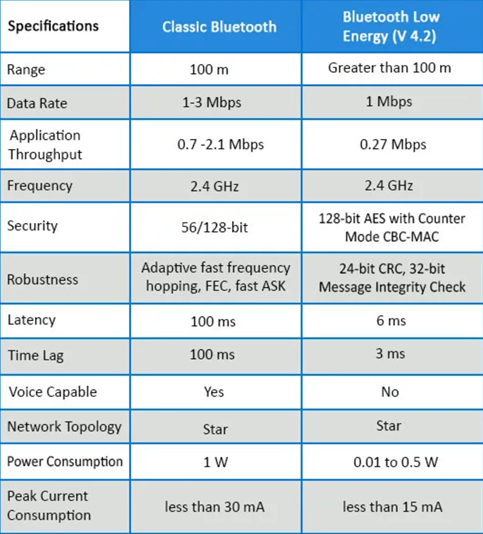 Specifications Classic Bluetooth Bluetooth Low
Energy (V 4.2)
Range 100 m Greater than 100 m
Data Rate 1-3 Mbps 1 Mbps
Application
Throughput 0.7 -2.1 Mbps 0.27 Mbps
Frequency 2.4 GHz 2.4 GHz
Security 56/128-bit 128-bit AES with Counter
Mode CBC-MAC
Robustness Adaptive fast frequency
hopping, FEC, fast ASK 24-bit CRC, 32-bit
Message Integrity Check
Latency 100 ms 6 ms
Time Lag 100 ms 3 ms
Voice Capable Yes No
Network Topology Star Star
Power Consumption 1 W 0.01 to 0.5 W
Peak Current
Consumption less than 30 mA less than 15 mA